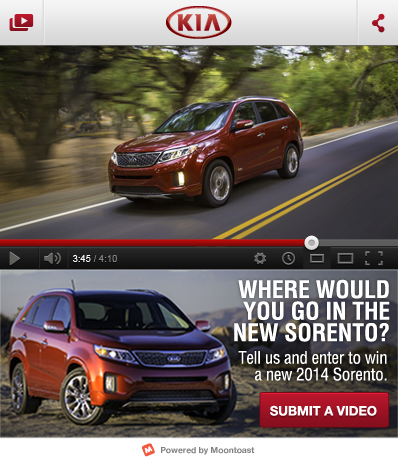 KIA
3:45 / 4:10
WHERE WOULD
YOU GO IN THE
NEW SORENTO?
Tell us and enter to win
a new 2014 Sorento.
SUBMIT A VIDEO
Powered by Moontoast